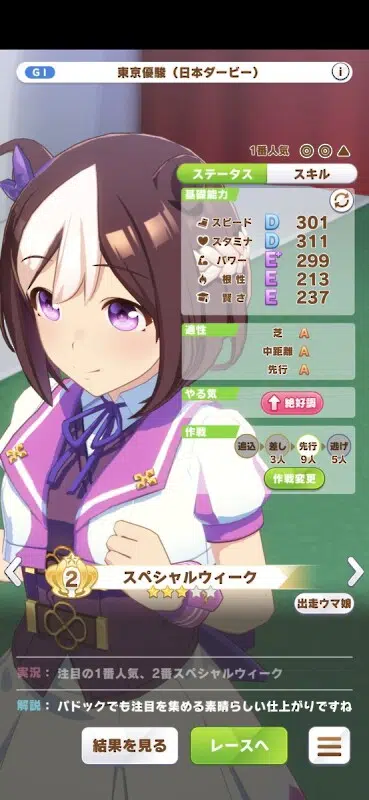 GI 東京優駿（日本ダービー） i
1番人気 ◎ ◎ ▲
ステータス スキル
基礎能力
スピード D 301
スタミナ D 311
パワー E+ 299
根性 E 213
賢さ E 237
適性
芝 A
中距離 A
先行 A
やる気
絶好調
作戦
追込 差し 先行 逃げ
3人 9人 5人
作戦変更
2 スペシャルウィーク
出走ウマ娘
実況： 注目の1番人気、2番スペシャルウィーク
解説： パドックでも注目を集める素晴らしい仕上がりですね
結果を見る レースへ